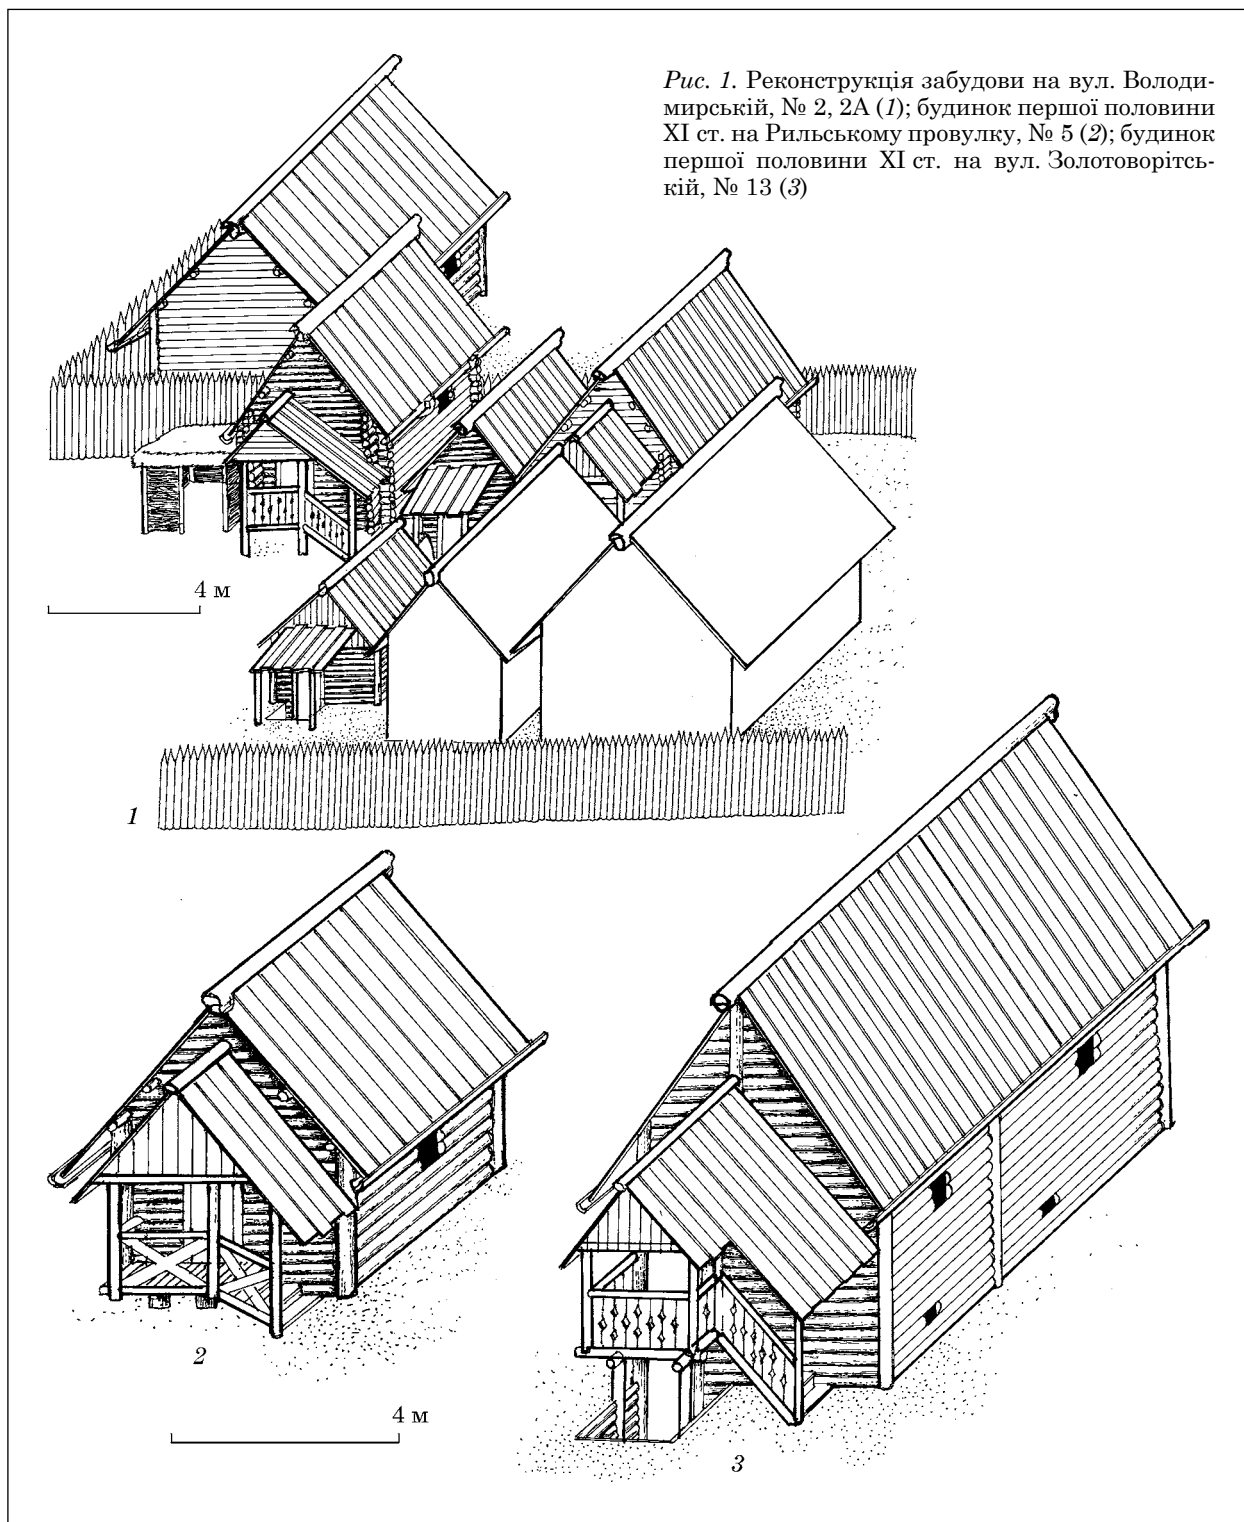 Рис. 1. Реконструкція забудови на вул. Володи-
мирській, № 2, 2А (1); будинок першої половини
XI ст. на Рильському провулку, № 5 (2); будинок
першої половини XI ст. на вул. Золотоворітсь-
кій, № 13 (3)
4 м
1
2
4 м
3